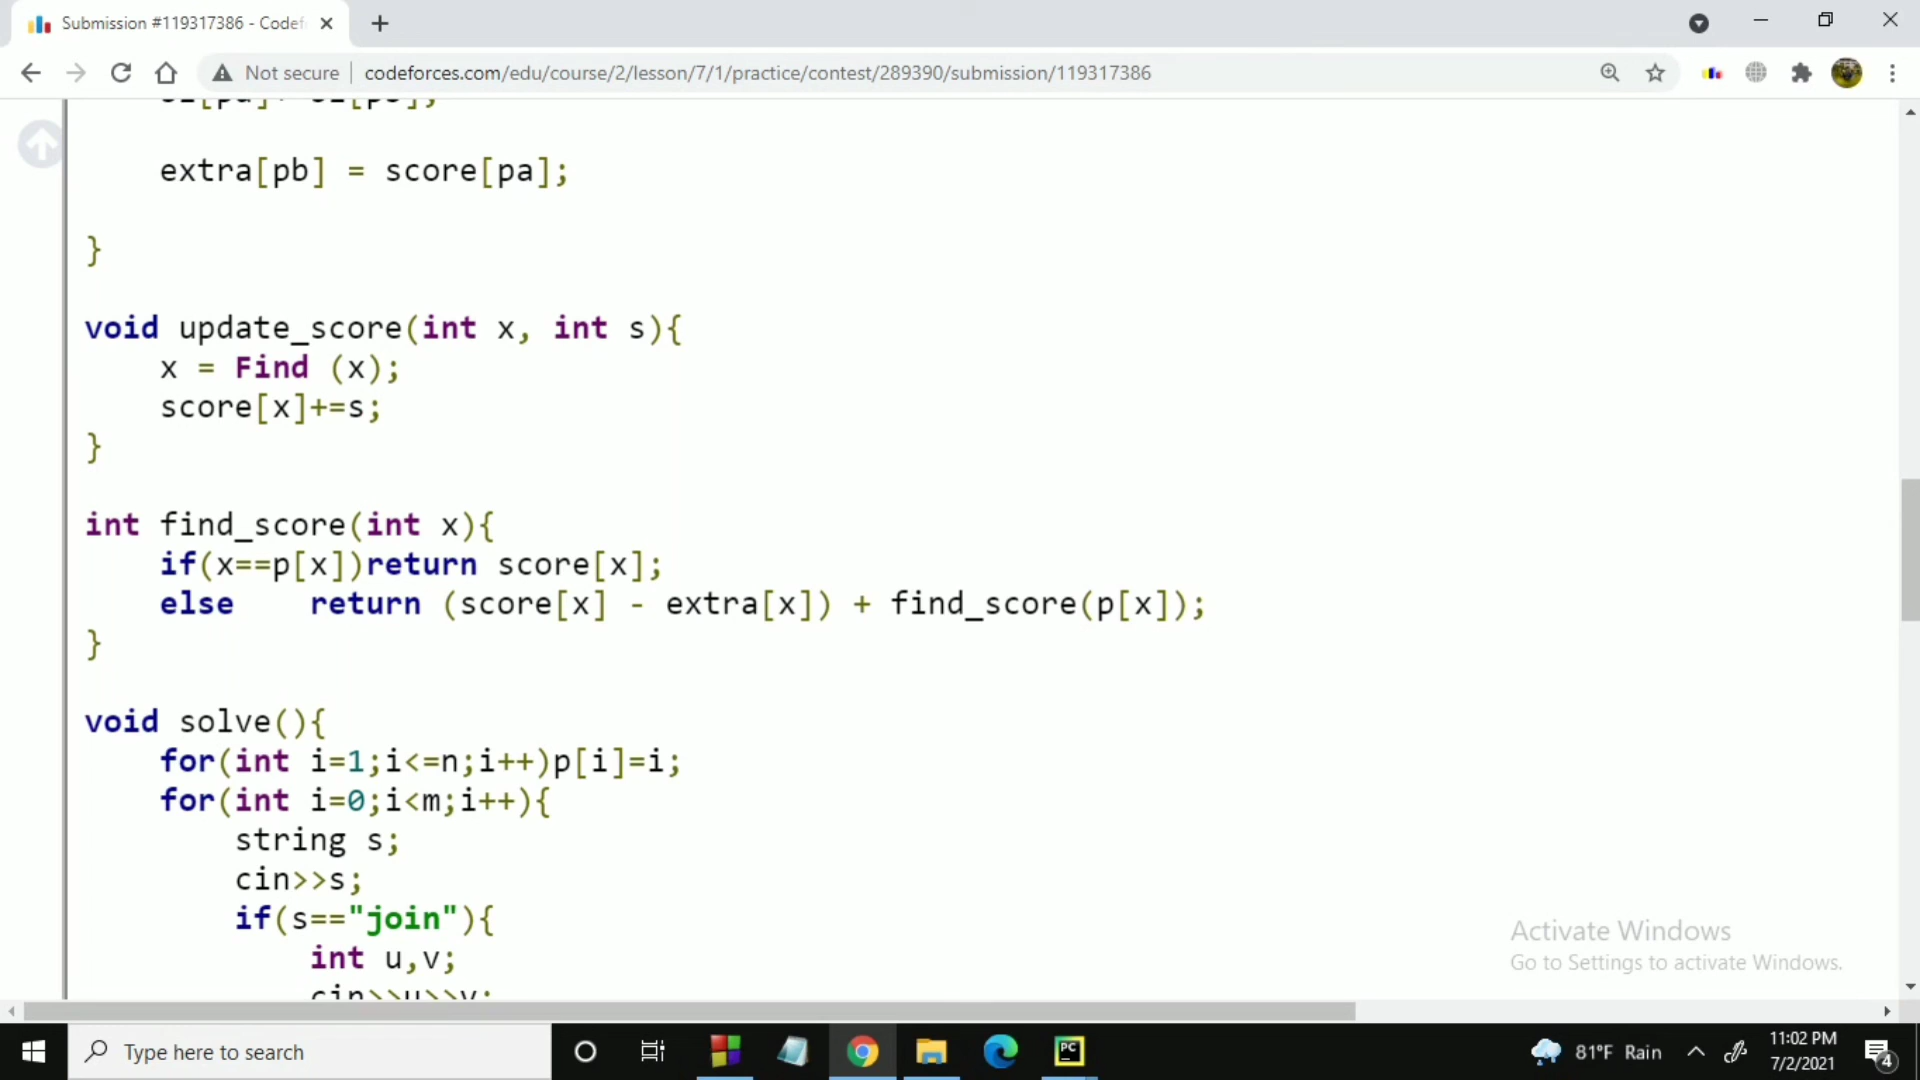 Submission #119317386 - Codef
Not secure
codeforces.com/edu/course/2/lesson/7/1/practice/contest/289390/submission/119317386
extra[pb] = score[pa];
}
void update_score(int x, int s){
x = Find (x);
score[x]+=s;
}
int find_score(int x){
if(x==p[x])return score[x];
else return (score[x] - extra[x]) + find_score(p[x]);
}
void solve(){
for(int i=1;i<=n;i++)p[i]=i;
for(int i=0;i<m;i++){
string s;
cin>>s;
if(s=="join"){
int u,v;
cin>>u>>v;
Activate Windows
Go to Settings to activate Windows.
Type here to search
PC
81°F Rain
11:02 PM
7/2/2021
4